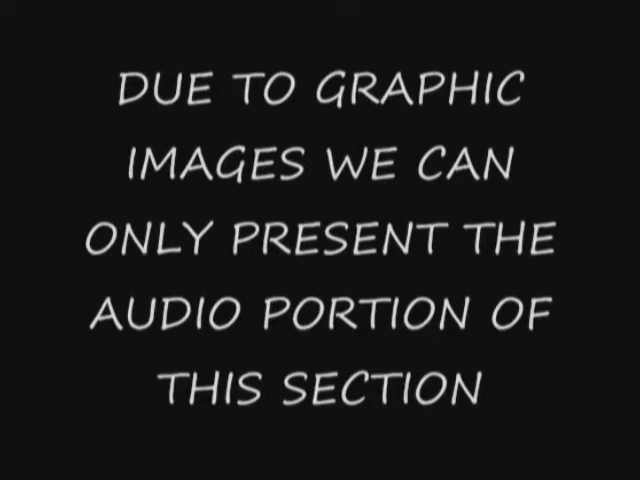 DUE TO GRAPHIC
IMAGES WE CAN
ONLY PRESENT THE
AUDIO PORTION OF
THIS SECTION